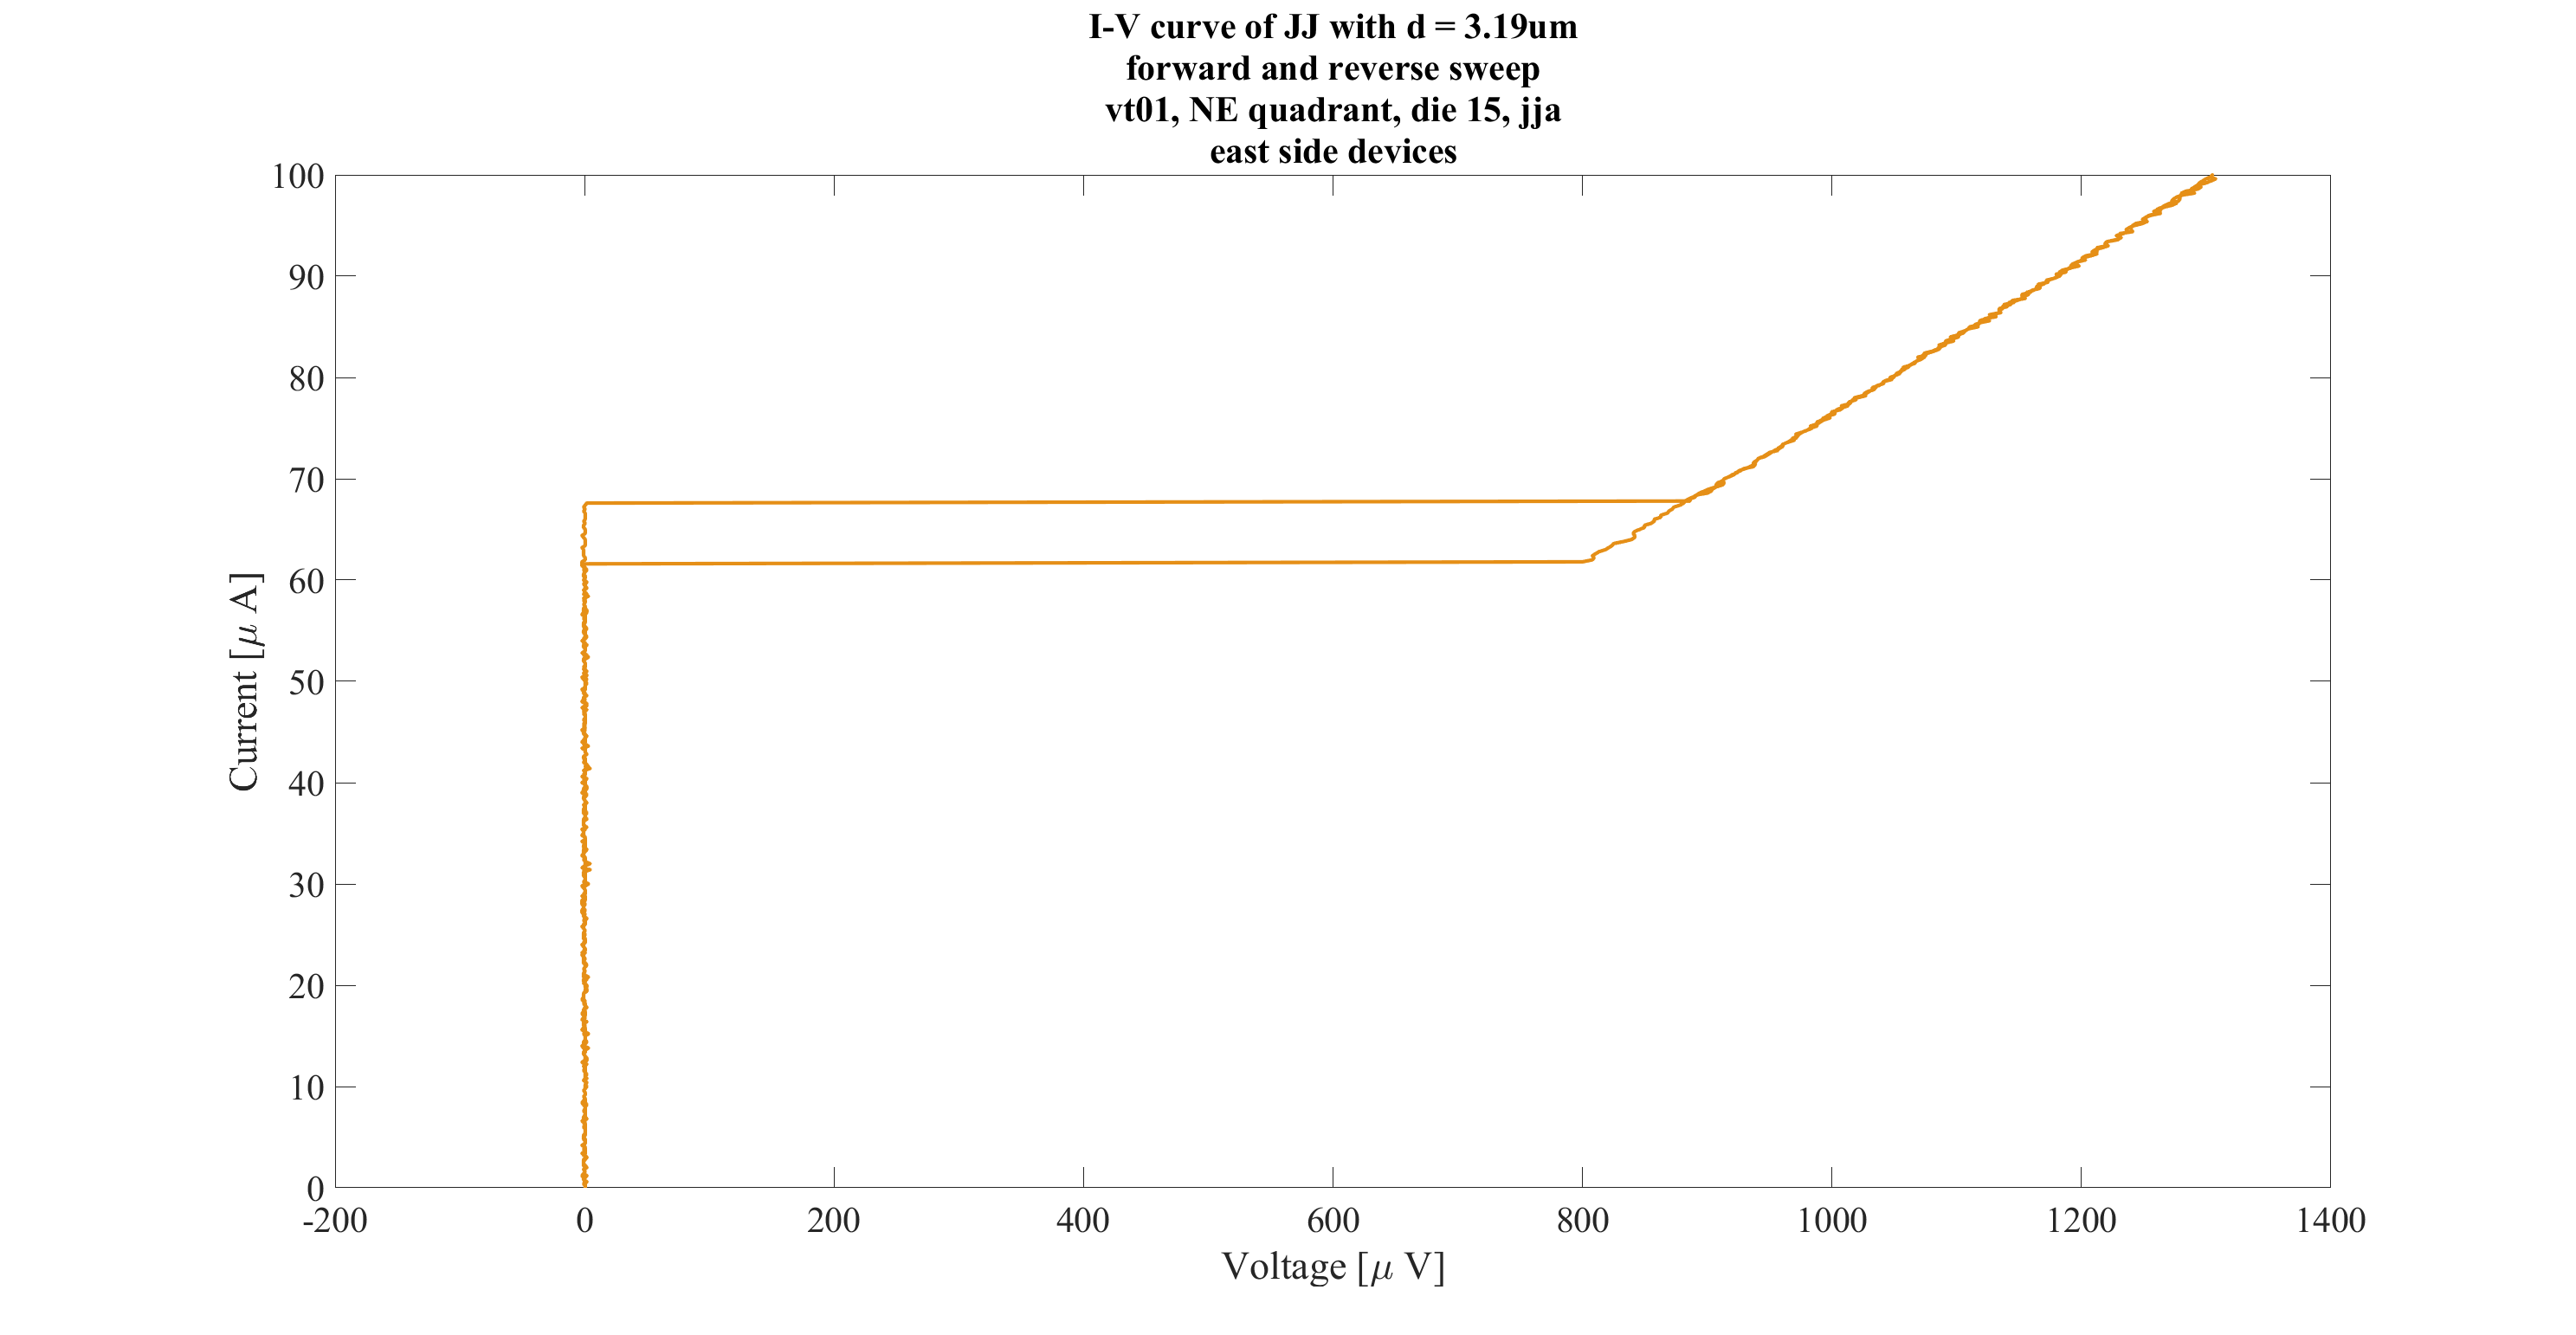 I-V curve of JJ with d = 3.19um
forward and reverse sweep
vt01, NE quadrant, die 15, jja
east side devices
100
90
80
70
60
50
40
30
20
10
0
Current [μ A]
-200 0 200 400 600 800 1000 1200 1400
Voltage [μ V]